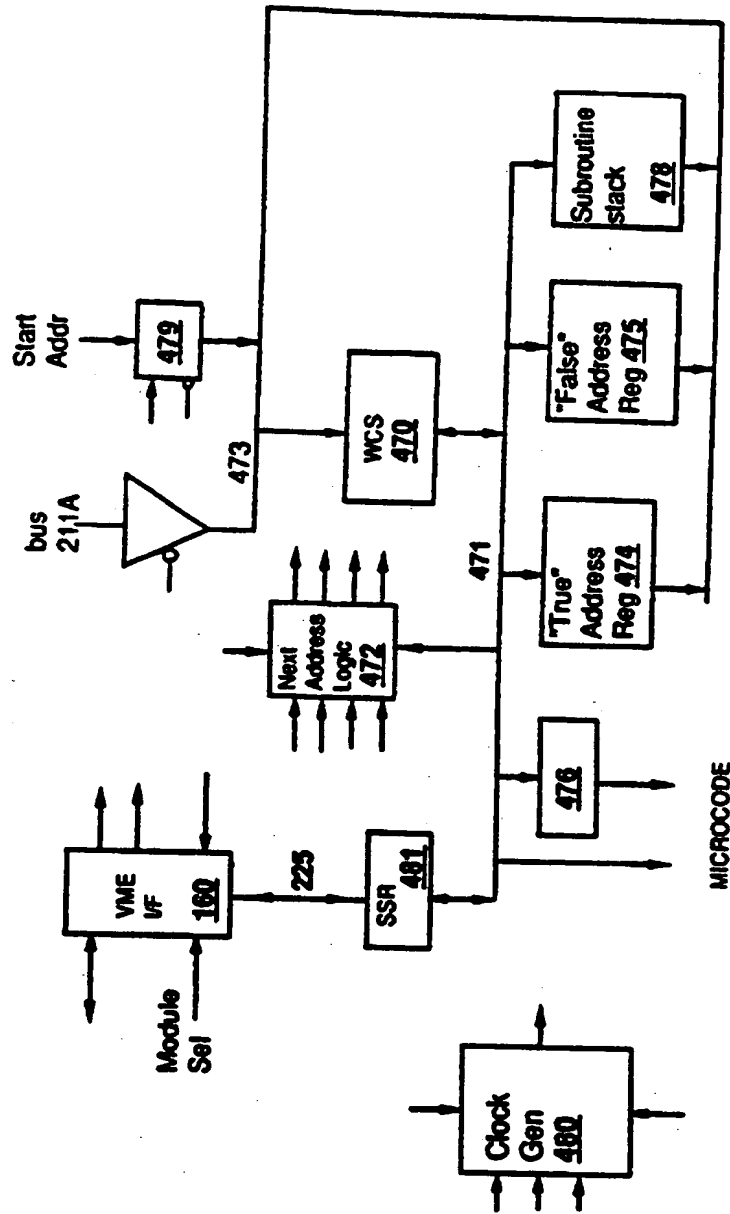 Start
Addr
479
bus
211A
473
WCS
470
Next
Address
Logic
472
VME
I/F
160
Module
Sel
225
SSR
481
471
Subroutine
stack
478
"False"
Address
Reg 475
"True"
Address
Reg 474
476
MICROCODE
Clock
Gen
480